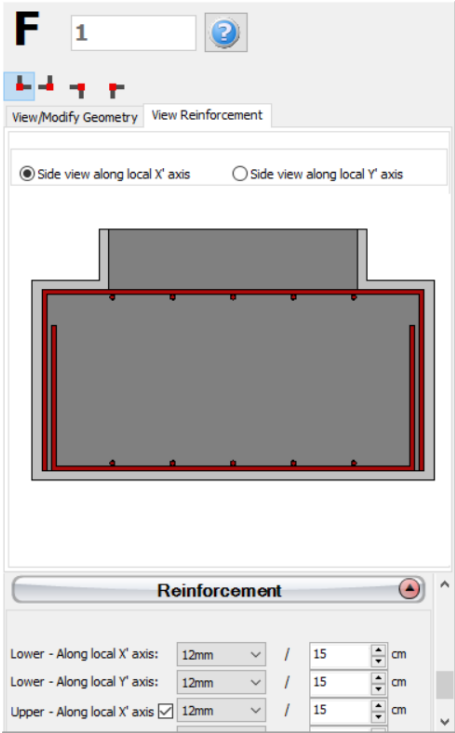 F 1 ?
View/Modify Geometry View Reinforcement
Side view along local X' axis Side view along local Y' axis
Reinforcement
Lower - Along local X' axis: 12mm / 15 cm
Lower - Along local Y' axis: 12mm / 15 cm
Upper - Along local X' axis 12mm / 15 cm